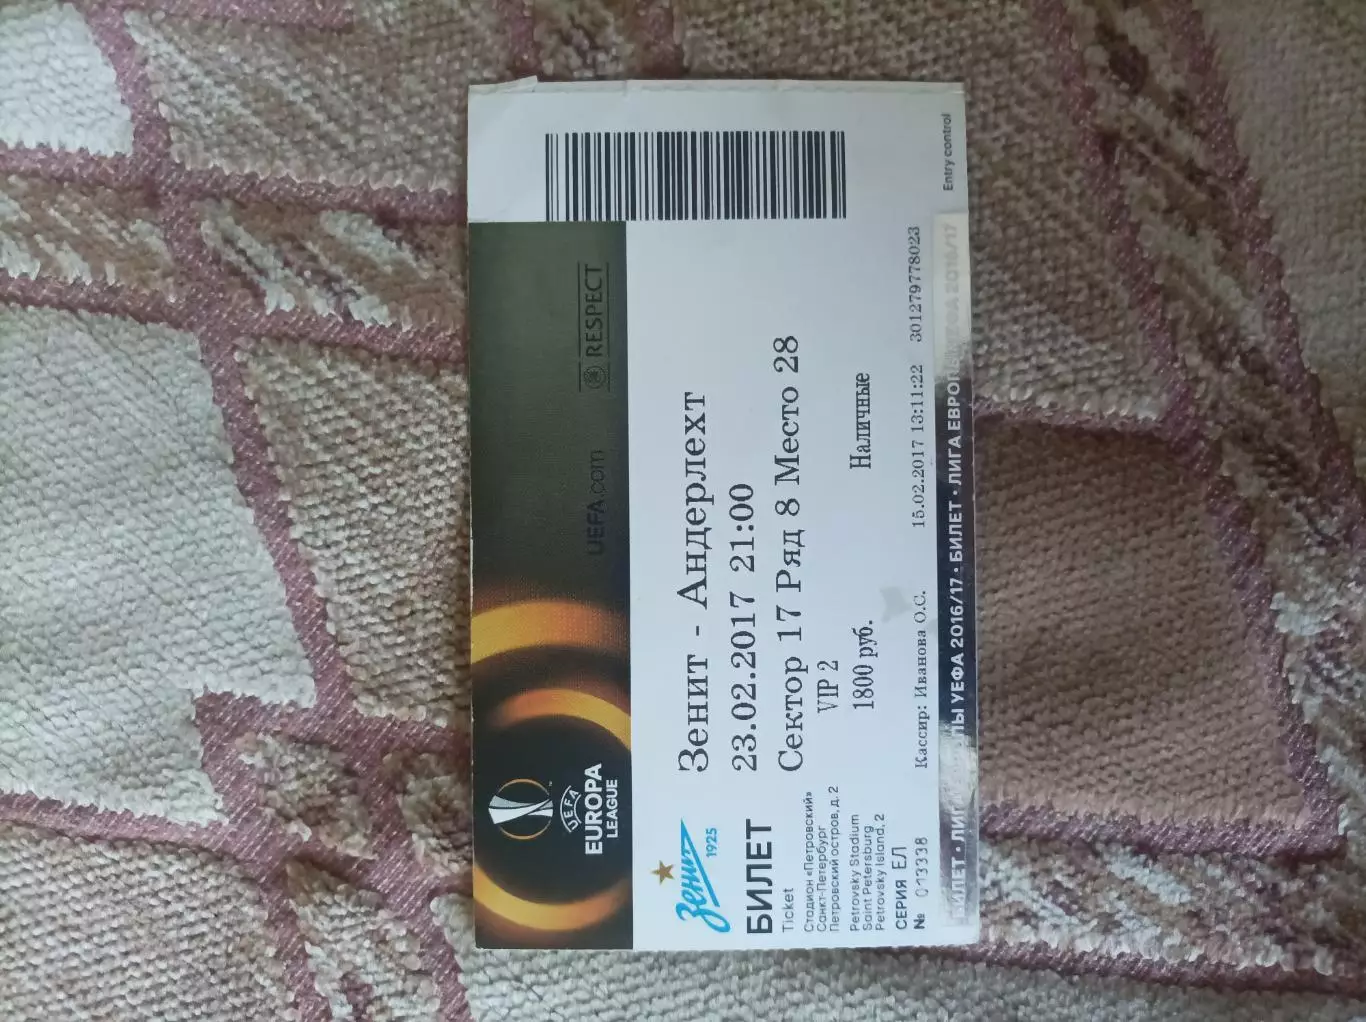 UEFA
EUROPA
LEAGUE
UEFA.com
RESPECT
Зенит
1925
БИЛЕТ
Ticket
Стадион «Петровский»
Санкт-Петербург
Петровский остров, д. 2
Petrovsky Stadium
Saint Petersburg
Petrovsky Island, 2
СЕРИЯ ЕЛ
№ 013338
Зенит - Андерлехт
23.02.2017 21:00
Сектор 17 Ряд 8 Место 28
VIP 2
1800 руб. Наличные
Кассир: Иванова О.С. 15.02.2017 13:11:22 301279778023
БИЛЕТ • ЛИГА ЕВРОПЫ УЕФА 2016/17 • БИЛЕТ • ЛИГА ЕВРОПЫ УЕФА 2016/17
Entry control